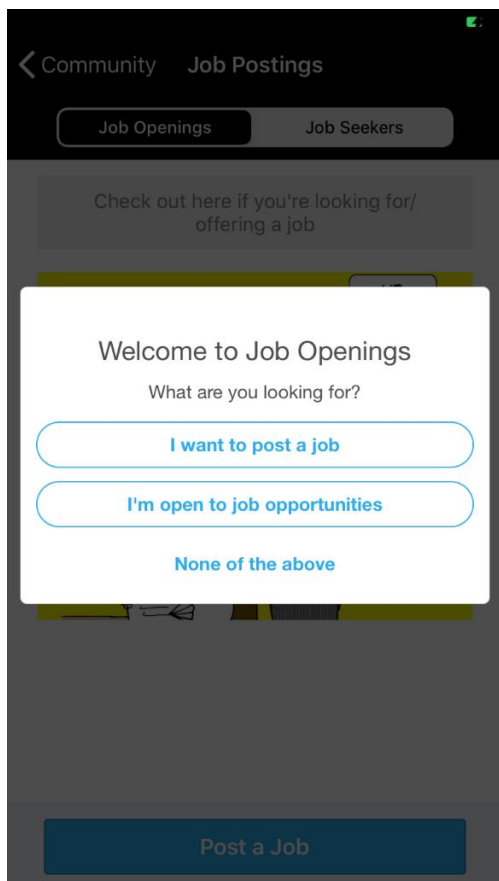 Community Job Postings
Job Openings Job Seekers
Check out here if you're looking for/
offering a job
Welcome to Job Openings
What are you looking for?
I want to post a job
I'm open to job opportunities
None of the above
Post a Job